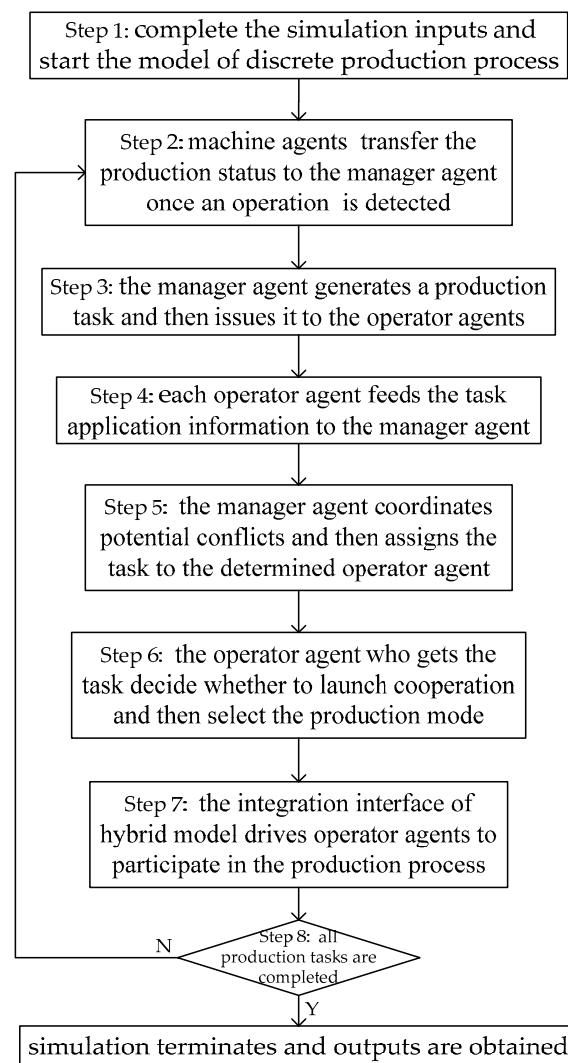 Step 1: complete the simulation inputs and
start the model of discrete production process
Step 2: machine agents transfer the
production status to the manager agent
once an operation is detected
Step 3: the manager agent generates a production
task and then issues it to the operator agents
Step 4: each operator agent feeds the task
application information to the manager agent
Step 5: the manager agent coordinates
potential conflicts and then assigns the
task to the determined operator agent
Step 6: the operator agent who gets the
task decide whether to launch cooperation
and then select the production mode
Step 7: the integration interface of
hybrid model drives operator agents to
participate in the production process
N
Step 8: all
production tasks are
completed
Y
simulation terminates and outputs are obtained